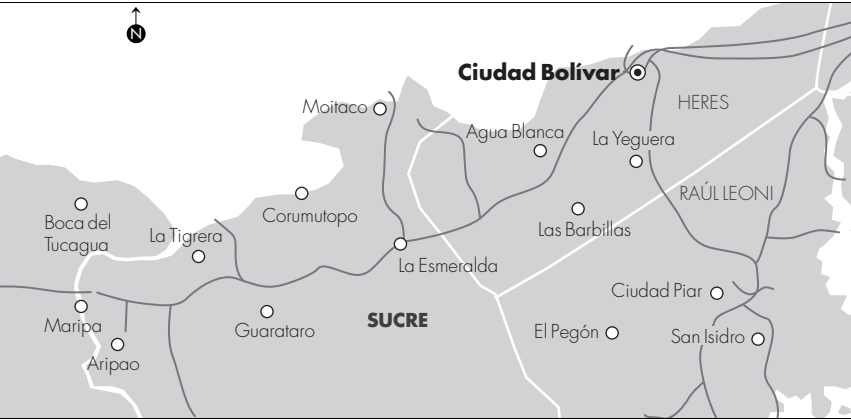 N
Ciudad Bolívar
HERES
Moitaco
Agua Blanca
La Yeguera
RAÚL LEONI
Boca del
Tucagua
La Tigrera
Corumutopo
Las Barbillas
La Esmeralda
Ciudad Piar
Maripa
Guarataro
SUCRE
El Pegón
San Isidro
Aripao